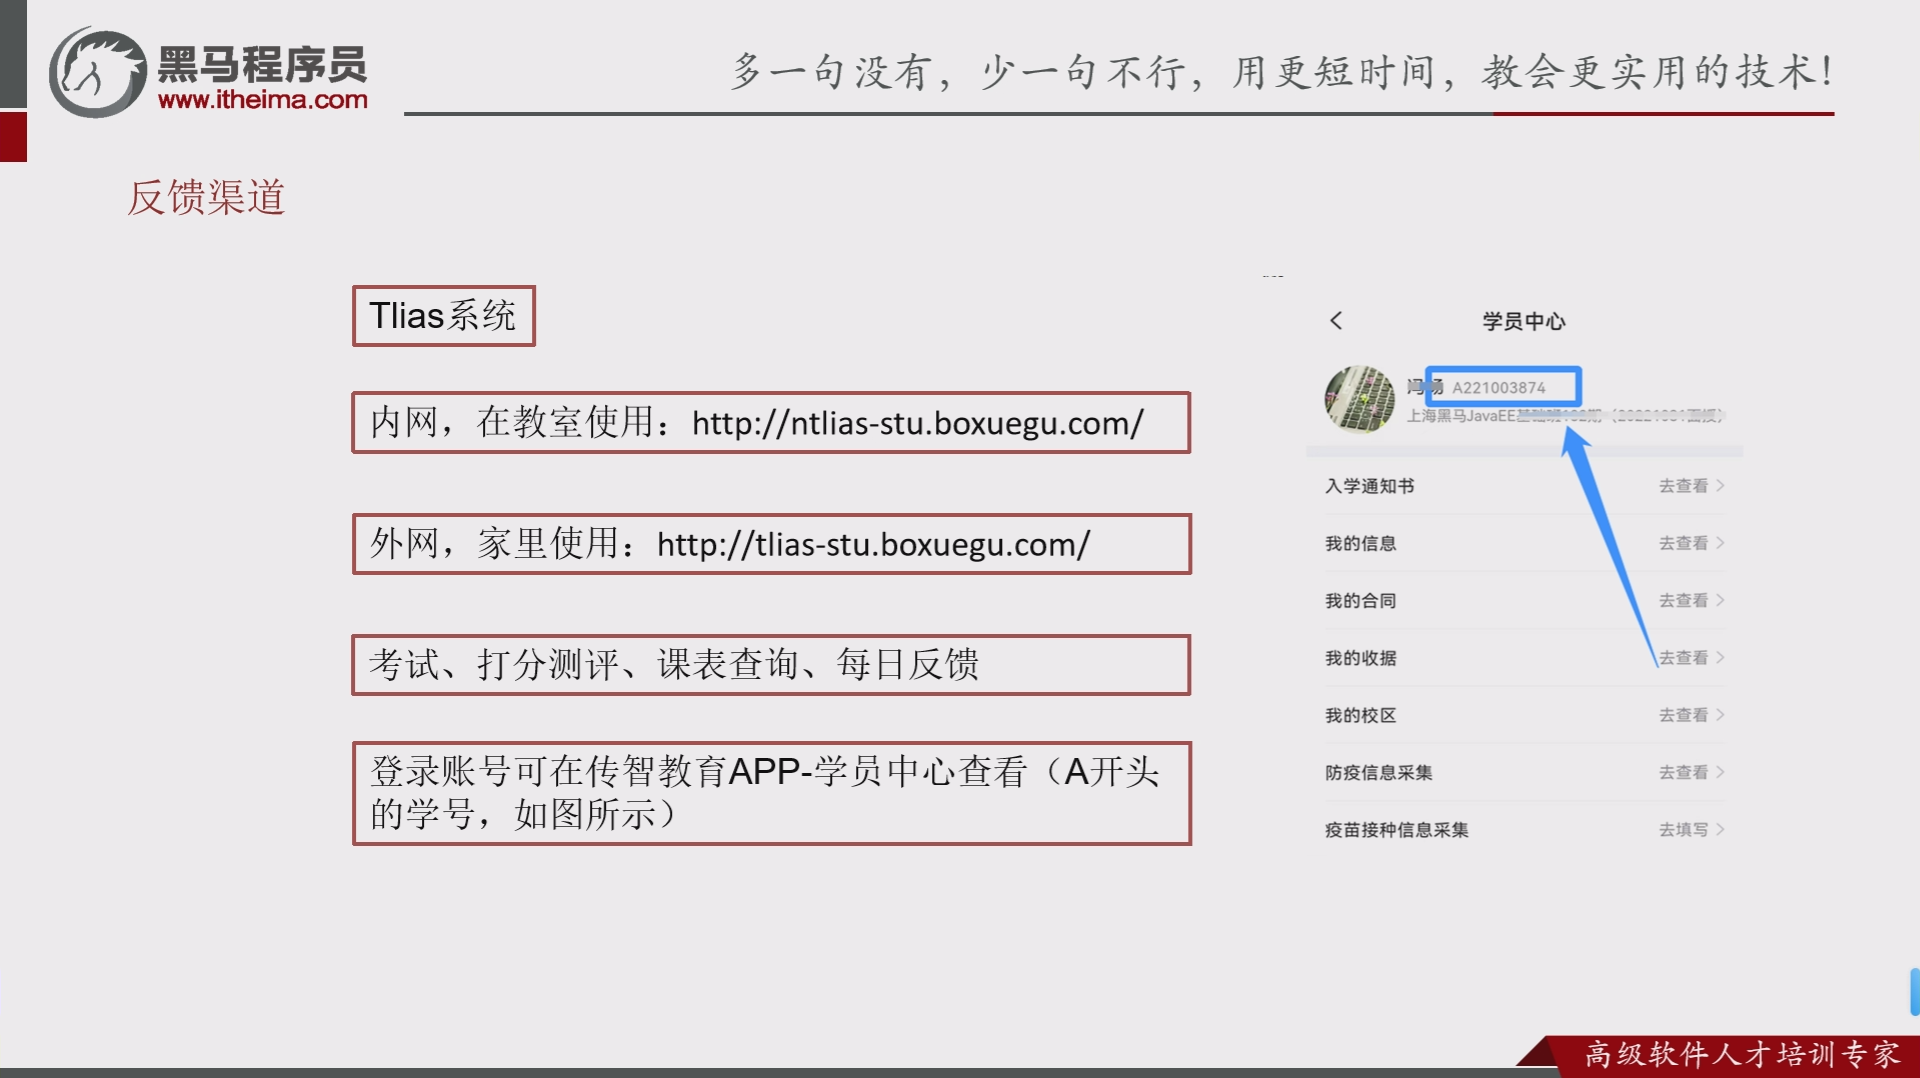 黑马程序员
www.itheima.com
多一句没有，少一句不行，用更短时间，教会更实用的技术！
反馈渠道
Tlias系统
内网，在教室使用：http://ntlias-stu.boxuegu.com/
外网，家里使用：http://tlias-stu.boxuegu.com/
考试、打分测评、课表查询、每日反馈
登录账号可在传智教育APP-学员中心查看（A开头
的学号，如图所示）
学员中心
A221003874
上海黑马JavaEE
入学通知书 去查看
我的信息 去查看
我的合同 去查看
我的收据 去查看
我的校区 去查看
防疫信息采集 去查看
疫苗接种信息采集 去填写
高级软件人才培训专家